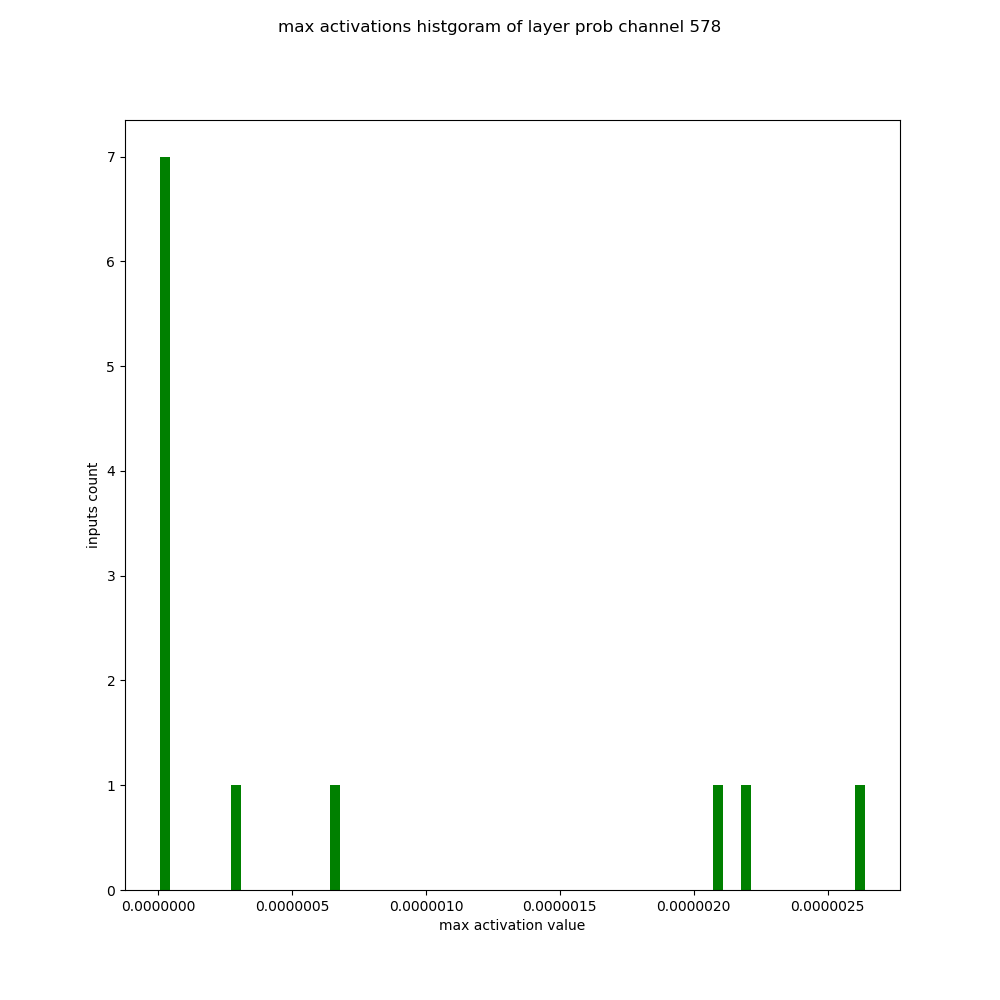 max activations histgoram of layer prob channel 578
7
6
5
4
3
2
1
0
inputs count
0.0000000 0.0000005 0.0000010 0.0000015 0.0000020 0.0000025
max activation value